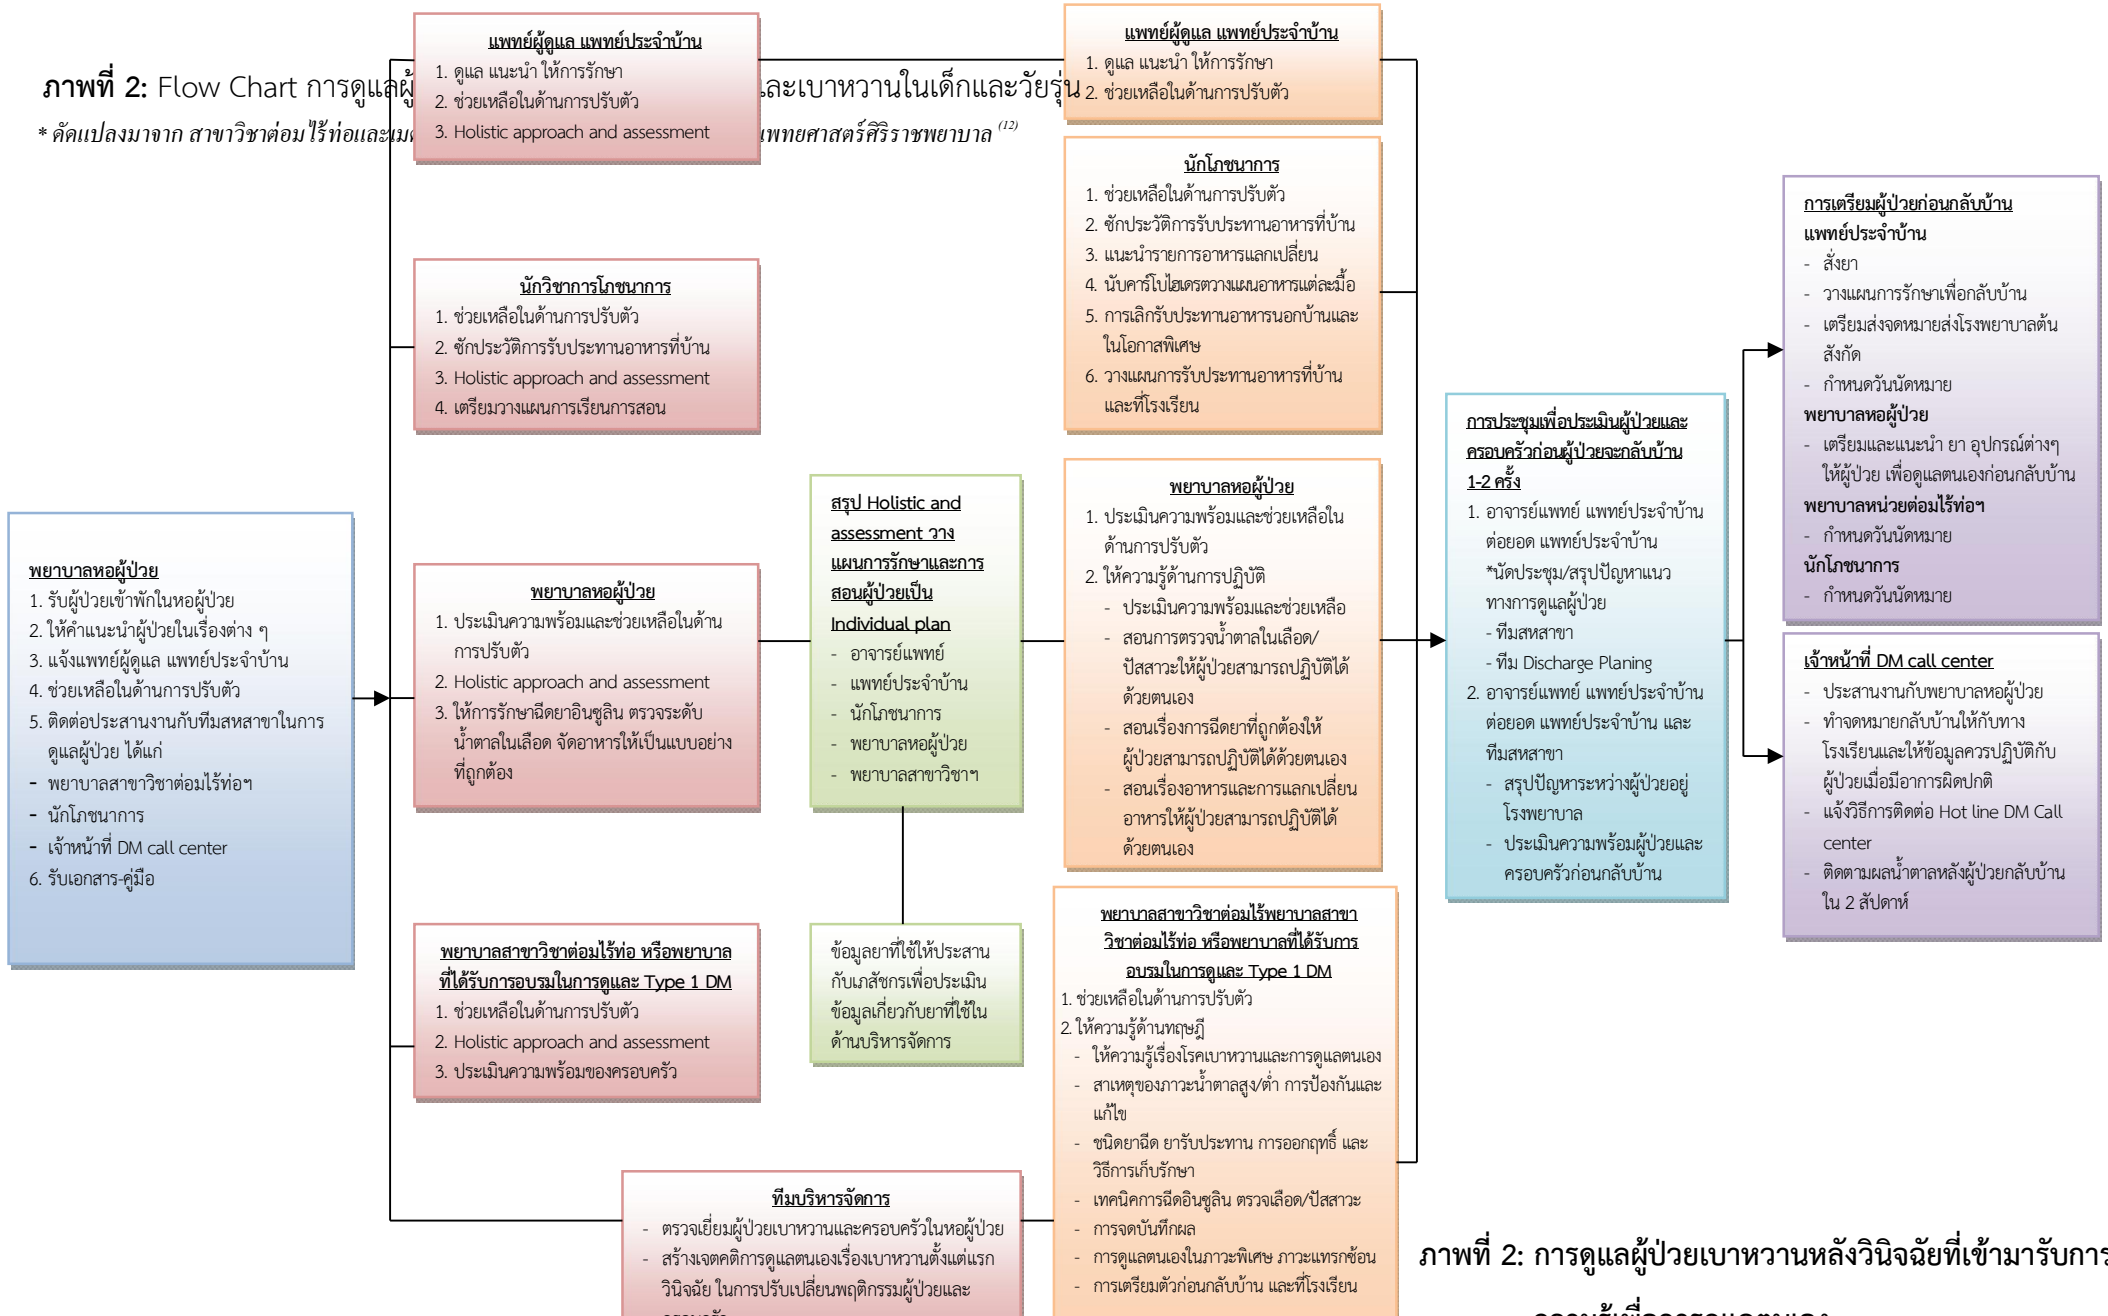 แพทย์ผู้ดูแล แพทย์ประจำบ้าน
1. ดูแล แนะนำ ให้การรักษา
2. ช่วยเหลือในด้านการปรับตัว
3. Holistic approach and assessment
แพทย์ผู้ดูแล แพทย์ประจำบ้าน
1. ดูแล แนะนำ ให้การรักษา
2. ช่วยเหลือในด้านการปรับตัว
ภาพที่ 2: Flow Chart การดูแลผู้ และเบาหวานในเด็กและวัยรุ่น
* ดัดแปลงมาจาก สาขาวิชาต่อมไร้ท่อและเม แพทยศาสตร์ศิริราชพยาบาล (12)
พยาบาลหอผู้ป่วย
1. รับผู้ป่วยเข้าพักในหอผู้ป่วย
2. ให้คำแนะนำผู้ป่วยในเรื่องต่าง ๆ
3. แจ้งแพทย์ผู้ดูแล แพทย์ประจำบ้าน
4. ช่วยเหลือในด้านการปรับตัว
5. ติดต่อประสานงานกับทีมสหสาขาในการ
ดูแลผู้ป่วย ได้แก่
- พยาบาลสาขาวิชาต่อมไร้ท่อฯ
- นักโภชนาการ
- เจ้าหน้าที่ DM call center
6. รับเอกสาร-คู่มือ
นักวิชาการโภชนาการ
1. ช่วยเหลือในด้านการปรับตัว
2. ซักประวัติการรับประทานอาหารที่บ้าน
3. Holistic approach and assessment
4. เตรียมวางแผนการเรียนการสอน
พยาบาลหอผู้ป่วย
1. ประเมินความพร้อมและช่วยเหลือในด้าน
การปรับตัว
2. Holistic approach and assessment
3. ให้การรักษาฉีดยาอินซูลิน ตรวจระดับ
น้ำตาลในเลือด จัดอาหารให้เป็นแบบอย่าง
ที่ถูกต้อง
พยาบาลสาขาวิชาต่อมไร้ท่อ หรือพยาบาล
ที่ได้รับการอบรมในการดูและ Type 1 DM
1. ช่วยเหลือในด้านการปรับตัว
2. Holistic approach and assessment
3. ประเมินความพร้อมของครอบครัว
ทีมบริหารจัดการ
- ตรวจเยี่ยมผู้ป่วยเบาหวานและครอบครัวในหอผู้ป่วย
- สร้างเจตคติการดูแลตนเองเรื่องเบาหวานตั้งแต่แรก
วินิจฉัย ในการปรับเปลี่ยนพฤติกรรมผู้ป่วยและ
สรุป Holistic and
assessment วาง
แผนการรักษาและการ
สอนผู้ป่วยเป็น
Individual plan
- อาจารย์แพทย์
- แพทย์ประจำบ้าน
- นักโภชนาการ
- พยาบาลหอผู้ป่วย
- พยาบาลสาขาวิชาฯ
ข้อมูลยาที่ใช้ให้ประสาน
กับเภสัชกรเพื่อประเมิน
ข้อมูลเกี่ยวกับยาที่ใช้ใน
ด้านบริหารจัดการ
นักโภชนาการ
1. ช่วยเหลือในด้านการปรับตัว
2. ซักประวัติการรับประทานอาหารที่บ้าน
3. แนะนำรายการอาหารแลกเปลี่ยน
4. นับคาร์โบไฮเดรตวางแผนอาหารแต่ละมื้อ
5. การเลิกรับประทานอาหารนอกบ้านและ
ในโอกาสพิเศษ
6. วางแผนการรับประทานอาหารที่บ้าน
และที่โรงเรียน
พยาบาลหอผู้ป่วย
1. ประเมินความพร้อมและช่วยเหลือใน
ด้านการปรับตัว
2. ให้ความรู้ด้านการปฏิบัติ
- ประเมินความพร้อมและช่วยเหลือ
- สอนการตรวจน้ำตาลในเลือด/
ปัสสาวะให้ผู้ป่วยสามารถปฏิบัติได้
ด้วยตนเอง
- สอนเรื่องการฉีดยาที่ถูกต้องให้
ผู้ป่วยสามารถปฏิบัติได้ด้วยตนเอง
- สอนเรื่องอาหารและการแลกเปลี่ยน
อาหารให้ผู้ป่วยสามารถปฏิบัติได้
ด้วยตนเอง
พยาบาลสาขาวิชาต่อมไร้พยาบาลสาขา
วิชาต่อมไร้ท่อ หรือพยาบาลที่ได้รับการ
อบรมในการดูและ Type 1 DM
1. ช่วยเหลือในด้านการปรับตัว
2. ให้ความรู้ด้านทฤษฎี
- ให้ความรู้เรื่องโรคเบาหวานและการดูแลตนเอง
- สาเหตุของภาวะน้ำตาลสูง/ต่ำ การป้องกันและ
แก้ไข
- ชนิดยาฉีด ยารับประทาน การออกฤทธิ์ และ
วิธีการเก็บรักษา
- เทคนิคการฉีดอินซูลิน ตรวจเลือด/ปัสสาวะ
- การจดบันทึกผล
- การดูแลตนเองในภาวะพิเศษ ภาวะแทรกซ้อน
- การเตรียมตัวก่อนกลับบ้าน และที่โรงเรียน
การประชุมเพื่อประเมินผู้ป่วยและ
ครอบครัวก่อนผู้ป่วยจะกลับบ้าน
1-2 ครั้ง
1. อาจารย์แพทย์ แพทย์ประจำบ้าน
ต่อยอด แพทย์ประจำบ้าน
*นัดประชุม/สรุปปัญหาแนว
ทางการดูแลผู้ป่วย
- ทีมสหสาขา
- ทีม Discharge Planing
2. อาจารย์แพทย์ แพทย์ประจำบ้าน
ต่อยอด แพทย์ประจำบ้าน และ
ทีมสหสาขา
- สรุปปัญหาระหว่างผู้ป่วยอยู่
โรงพยาบาล
- ประเมินความพร้อมผู้ป่วยและ
ครอบครัวก่อนกลับบ้าน
การเตรียมผู้ป่วยก่อนกลับบ้าน
แพทย์ประจำบ้าน
- สั่งยา
- วางแผนการรักษาเพื่อกลับบ้าน
- เตรียมส่งจดหมายส่งโรงพยาบาลต้น
สังกัด
- กำหนดวันนัดหมาย
พยาบาลหอผู้ป่วย
- เตรียมและแนะนำ ยา อุปกรณ์ต่างๆ
ให้ผู้ป่วย เพื่อดูแลตนเองก่อนกลับบ้าน
พยาบาลหน่วยต่อมไร้ท่อฯ
- กำหนดวันนัดหมาย
นักโภชนาการ
- กำหนดวันนัดหมาย
เจ้าหน้าที่ DM call center
- ประสานงานกับพยาบาลหอผู้ป่วย
- ทำจดหมายกลับบ้านให้กับทาง
โรงเรียนและให้ข้อมูลควรปฏิบัติกับ
ผู้ป่วยเมื่อมีอาการผิดปกติ
- แจ้งวิธีการติดต่อ Hot line DM Call
center
- ติดตามผลน้ำตาลหลังผู้ป่วยกลับบ้าน
ใน 2 สัปดาห์
ภาพที่ 2: การดูแลผู้ป่วยเบาหวานหลังวินิจฉัยที่เข้ามารับการ